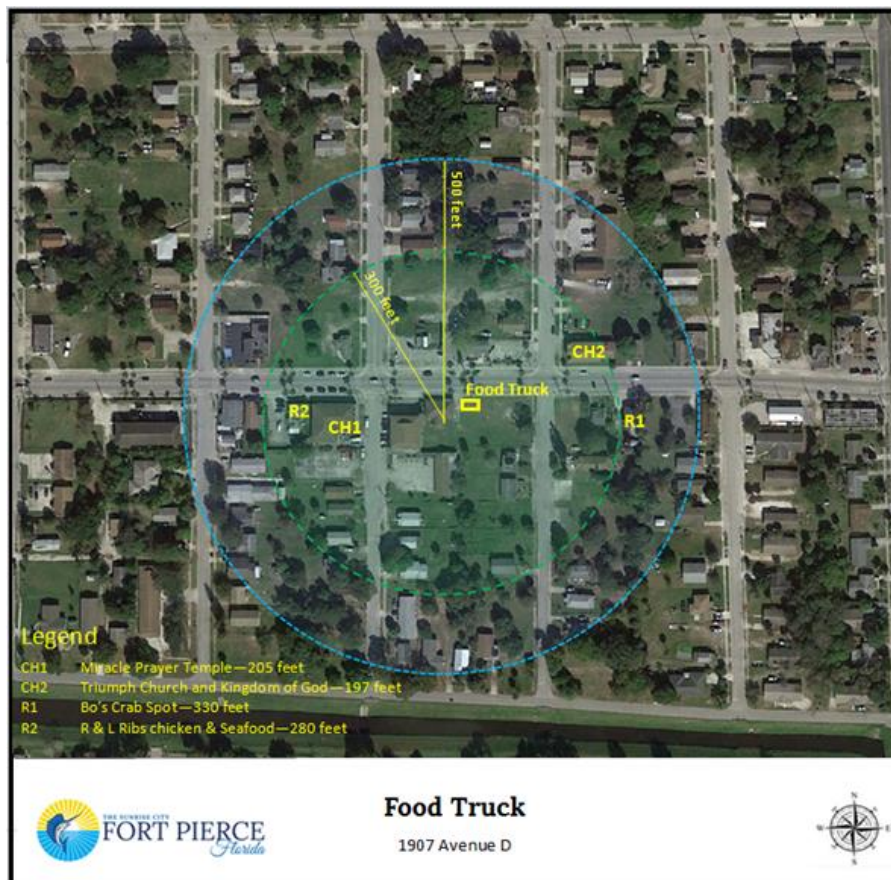 500 feet
300 feet
CH2
Food Truck
R2
CH1
R1
Legend
CH1 Miracle Prayer Temple—205 feet
CH2 Triumph Church and Kingdom of God—197 feet
R1 Bo's Crab Spot—330 feet
R2 R & L Ribs chicken & Seafood—280 feet
THE SUNRISE CITY
FORT PIERCE
Florida
Food Truck
1907 Avenue D
N
W
E
S